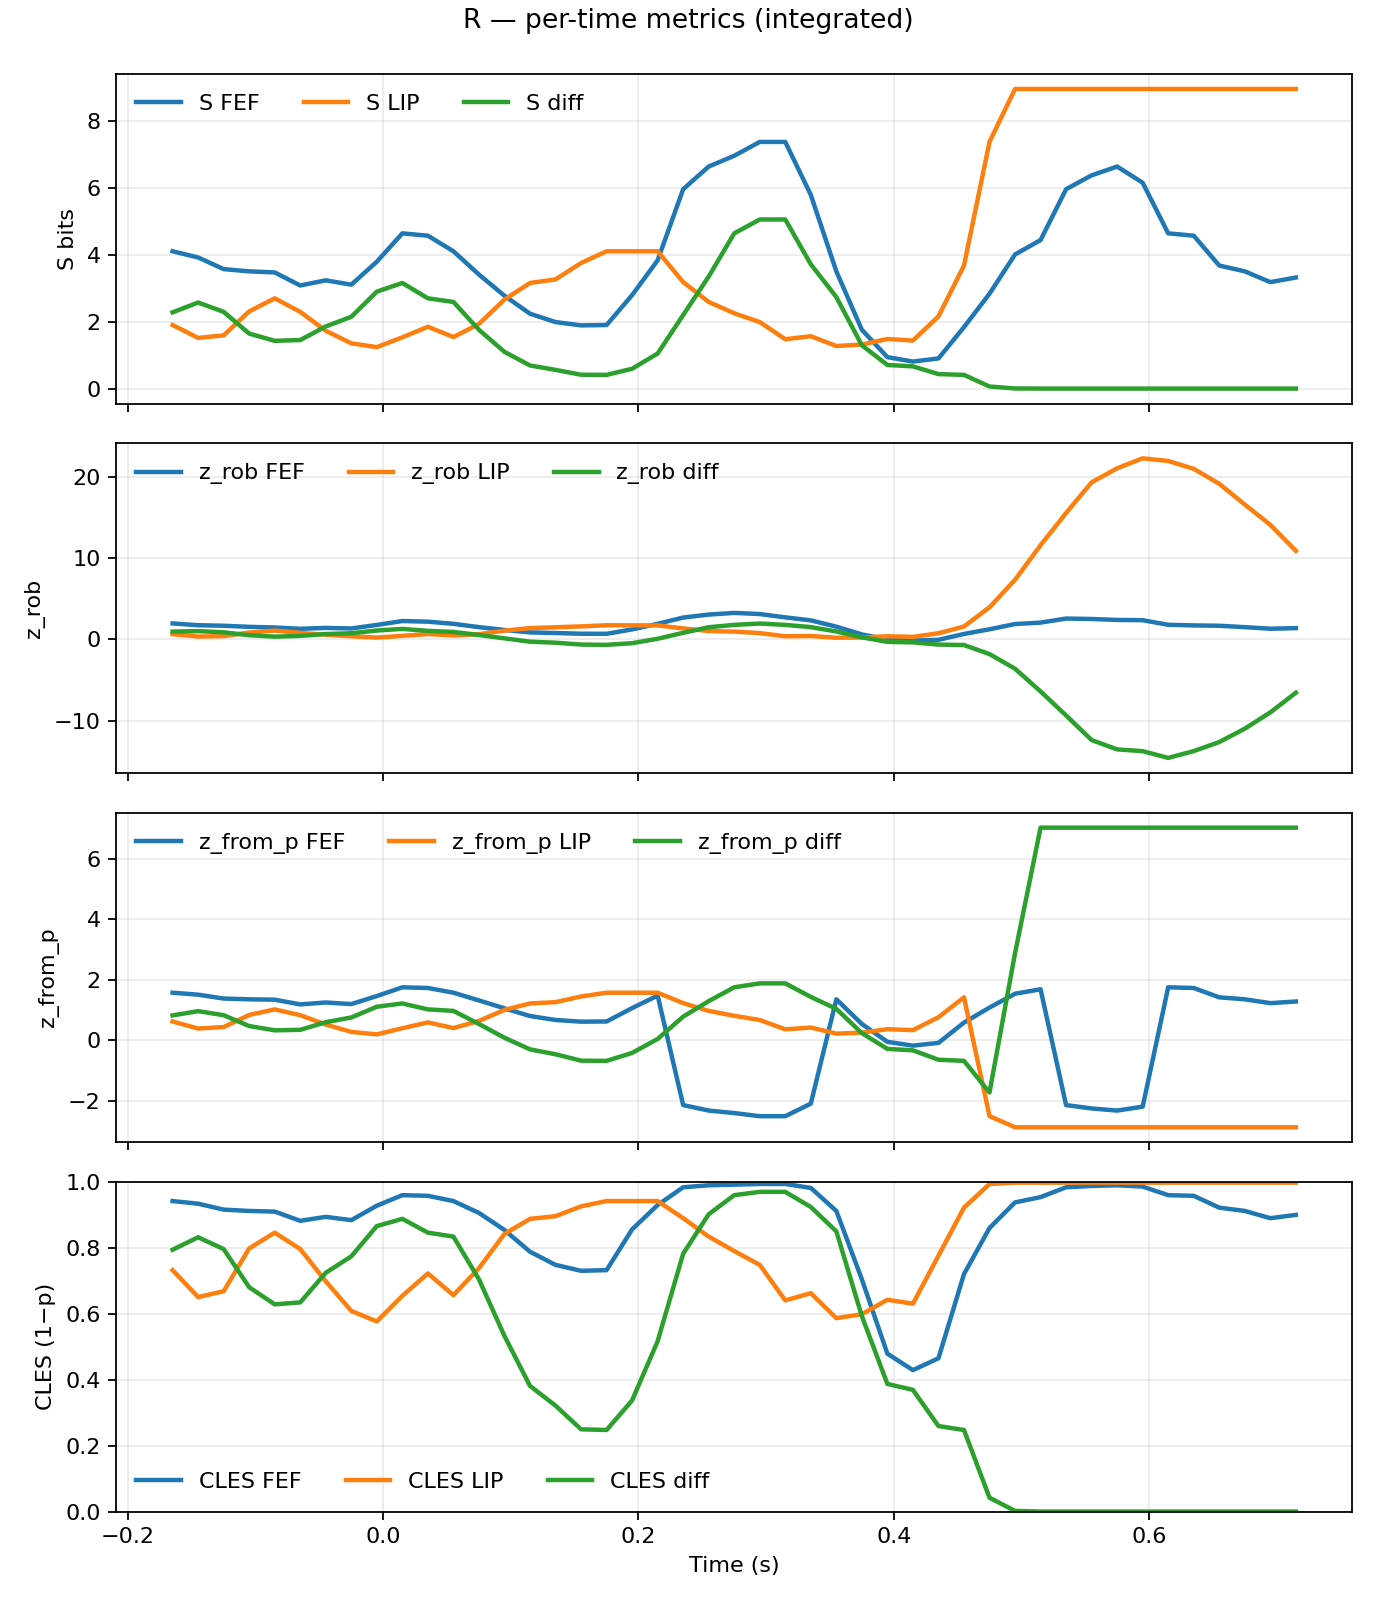 R — per-time metrics (integrated)
S FEF S LIP S diff
8
6
4
2
0
S bits
z_rob FEF z_rob LIP z_rob diff
20
10
0
−10
z_rob
z_from_p FEF z_from_p LIP z_from_p diff
6
4
2
0
−2
z_from_p
1.0
0.8
0.6
0.4
0.2
0.0
CLES (1−p)
CLES FEF CLES LIP CLES diff
−0.2 0.0 0.2 0.4 0.6
Time (s)